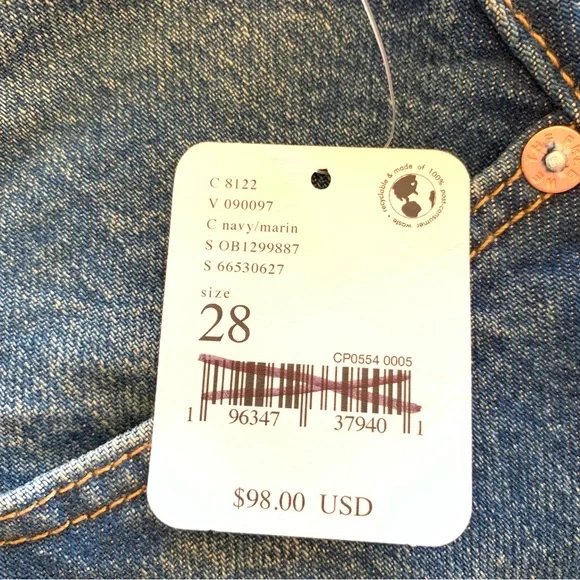 C 8122
V 090097
C navy/marin
S OB1299887
S 66530627
size
28
recyclable & made of 100% post-consumer waste •
CP0554 0005
1 96347 37940 1
$98.00 USD